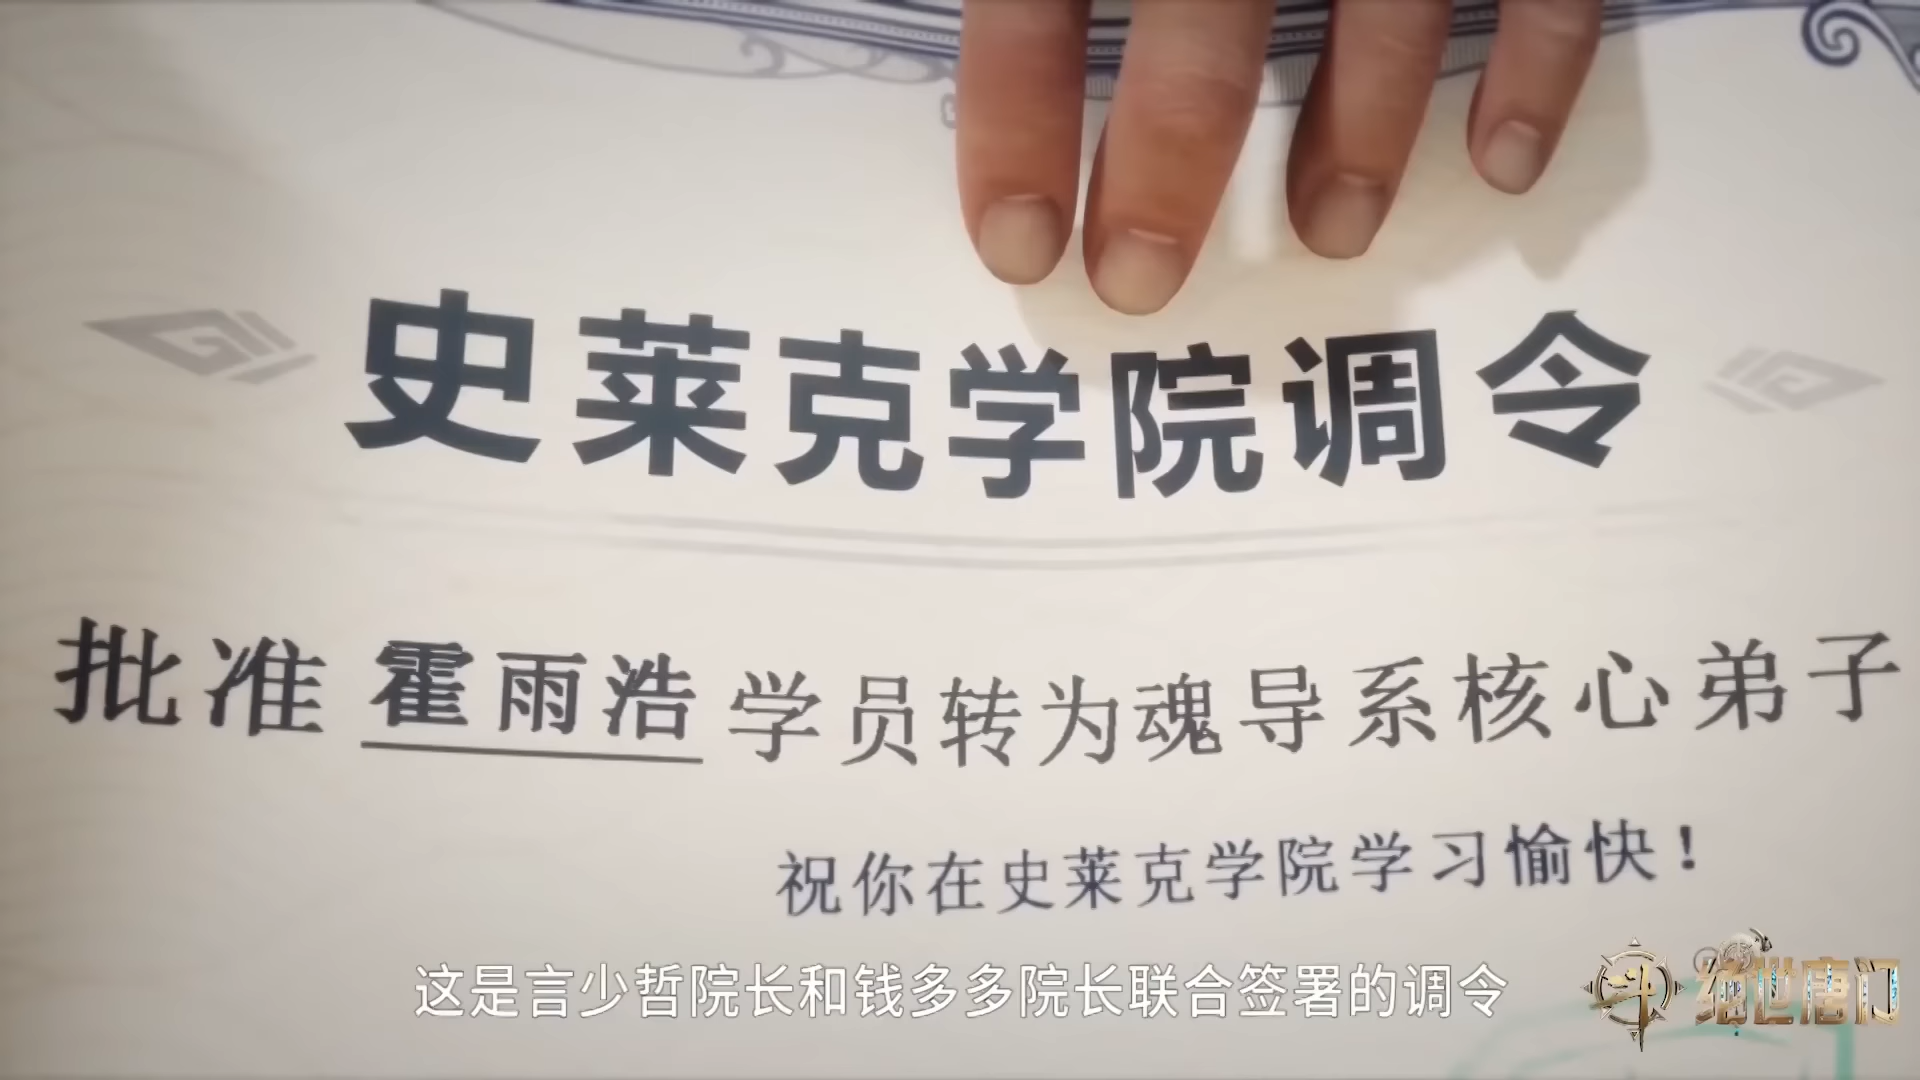 史莱克学院调令
批准 霍雨浩 学员转为魂导系核心弟子
祝你在史莱克学院学习愉快！
这是言少哲院长和钱多多院长联合签署的调令
斗 绝世唐门